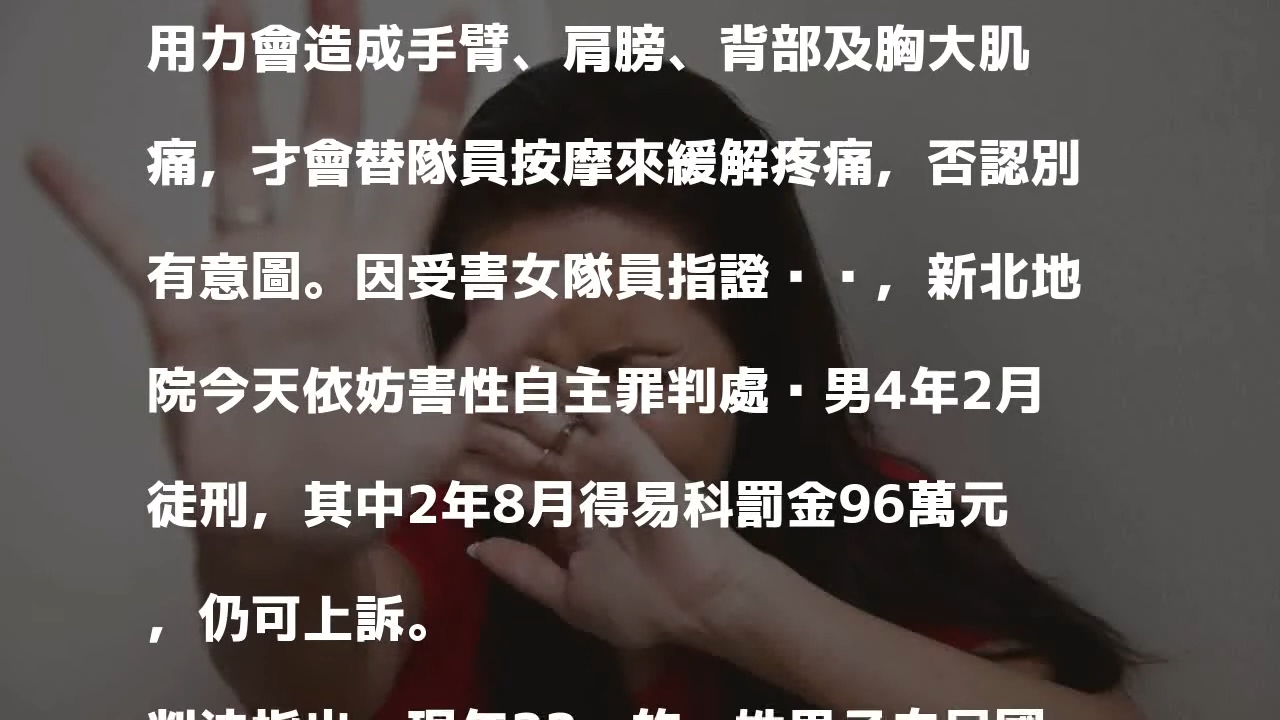 用力會造成手臂、肩膀、背部及胸大肌
痛，才會替隊員按摩來緩解疼痛，否認別
有意圖。因受害女隊員指證▪▪，新北地
院今天依妨害性自主罪判處▪男4年2月
徒刑，其中2年8月得易科罰金96萬元
，仍可上訴。